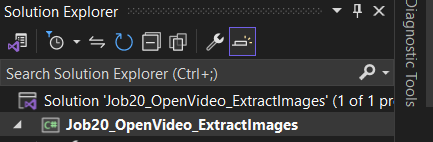 Solution Explorer
Search Solution Explorer (Ctrl+;)
Solution 'Job20_OpenVideo_ExtractImages' (1 of 1 pr
C# Job20_OpenVideo_ExtractImages
Diagnostic Tools